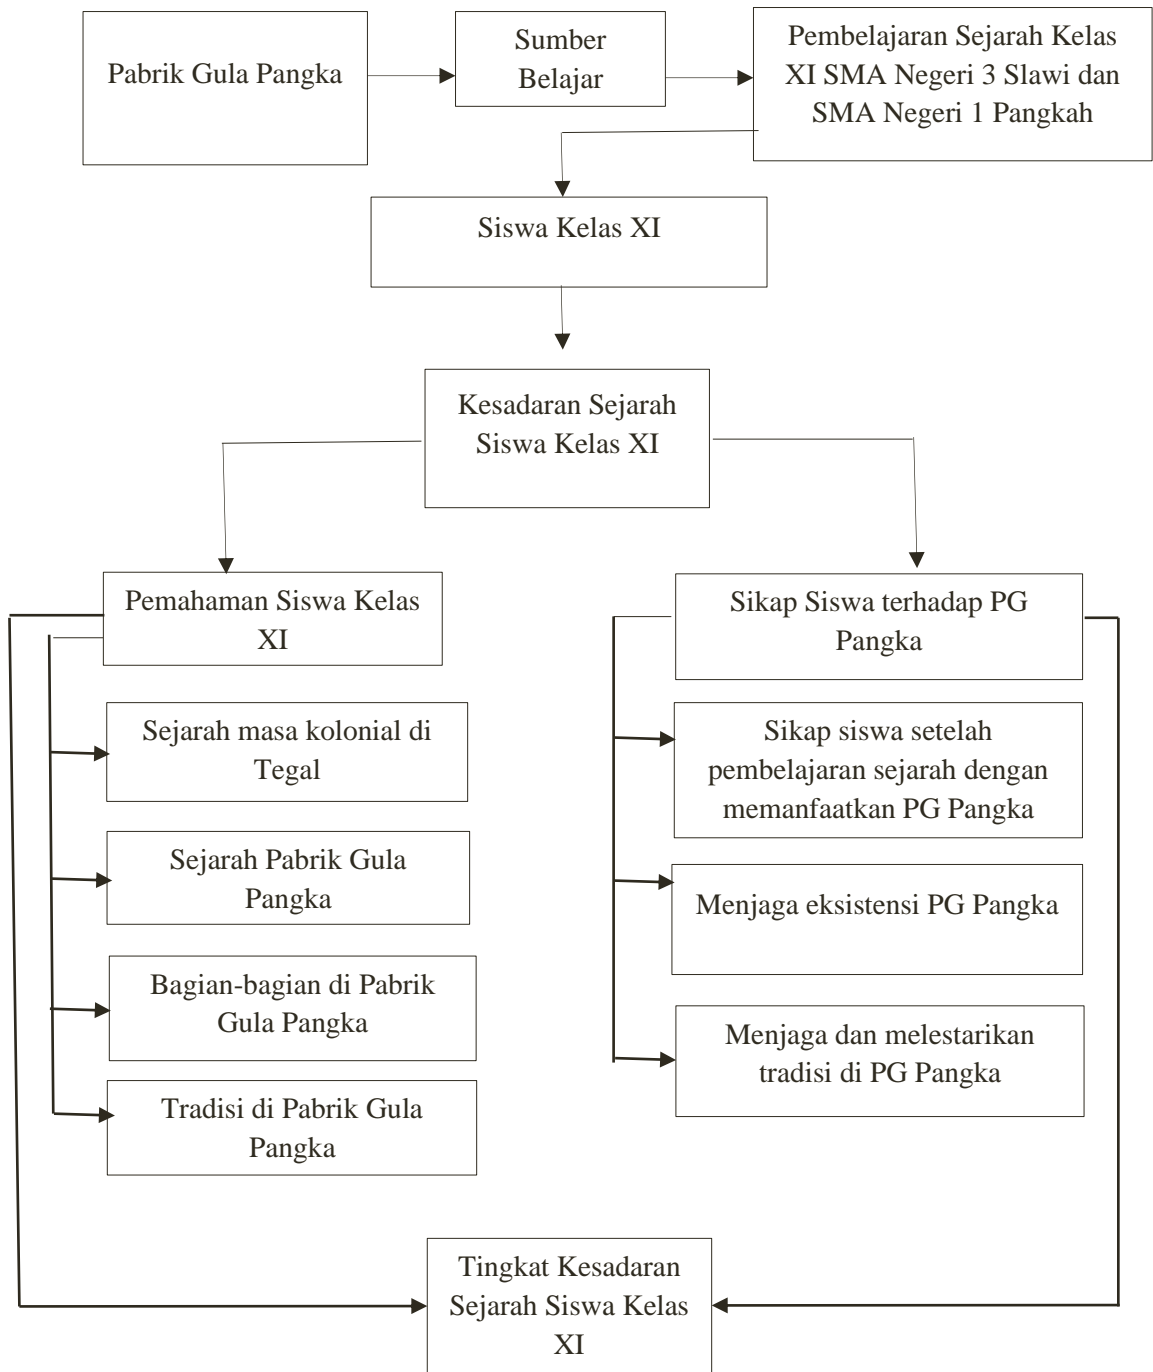 Pabrik Gula Pangka
Sumber
Belajar
Pembelajaran Sejarah Kelas
XI SMA Negeri 3 Slawi dan
SMA Negeri 1 Pangkah
Siswa Kelas XI
Kesadaran Sejarah
Siswa Kelas XI
Pemahaman Siswa Kelas
XI
Sejarah masa kolonial di
Tegal
Sejarah Pabrik Gula
Pangka
Bagian-bagian di Pabrik
Gula Pangka
Tradisi di Pabrik Gula
Pangka
Sikap Siswa terhadap PG
Pangka
Sikap siswa setelah
pembelajaran sejarah dengan
memanfaatkan PG Pangka
Menjaga eksistensi PG Pangka
Menjaga dan melestarikan
tradisi di PG Pangka
Tingkat Kesadaran
Sejarah Siswa Kelas
XI